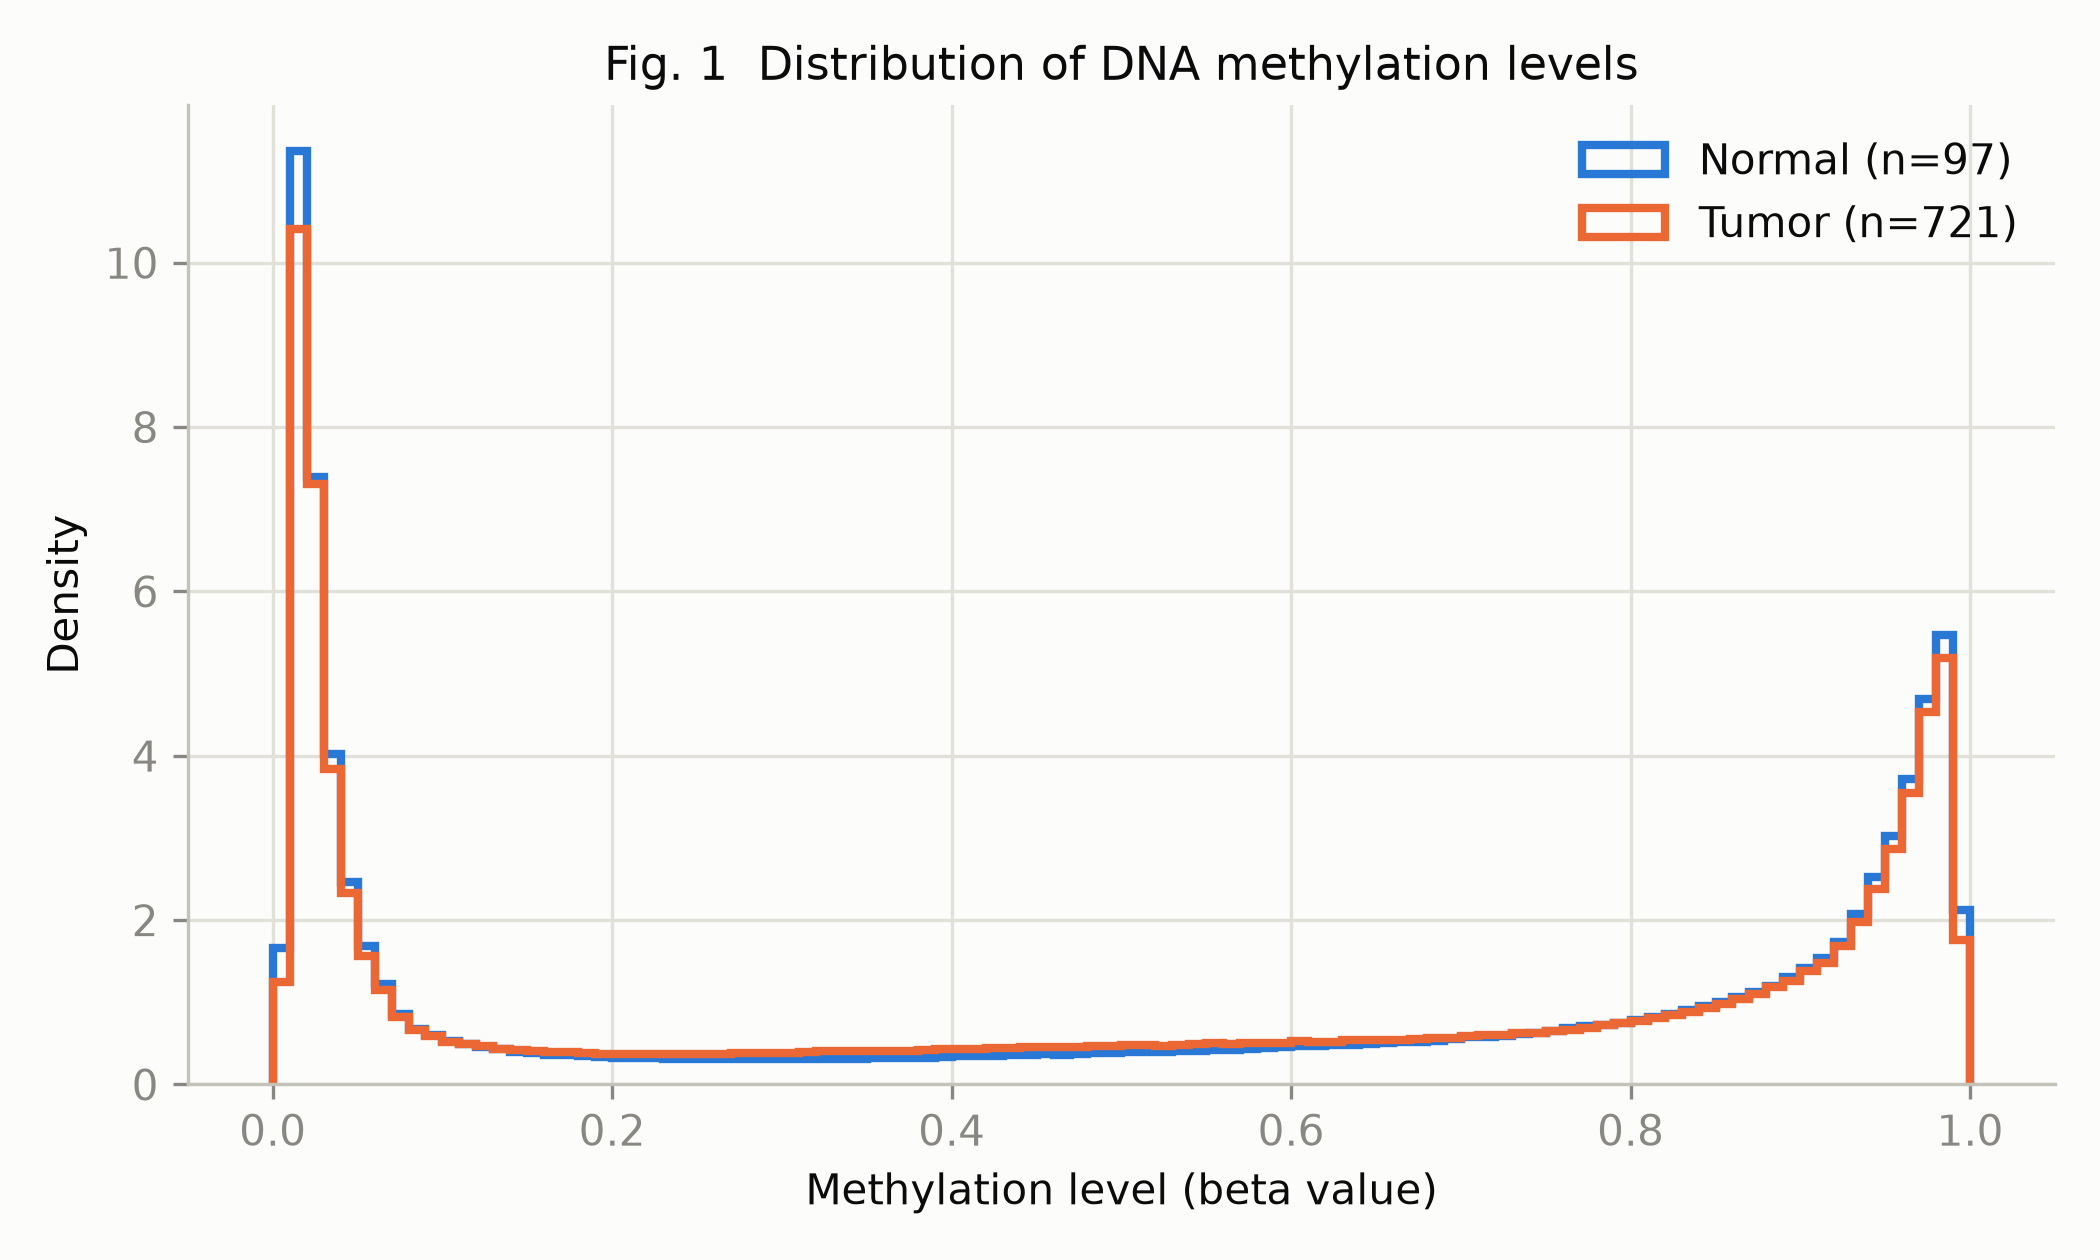 Fig. 1  Distribution of DNA methylation levels
Normal (n=97)
Tumor (n=721)
Density
10
8
6
4
2
0
0.0 0.2 0.4 0.6 0.8 1.0
Methylation level (beta value)